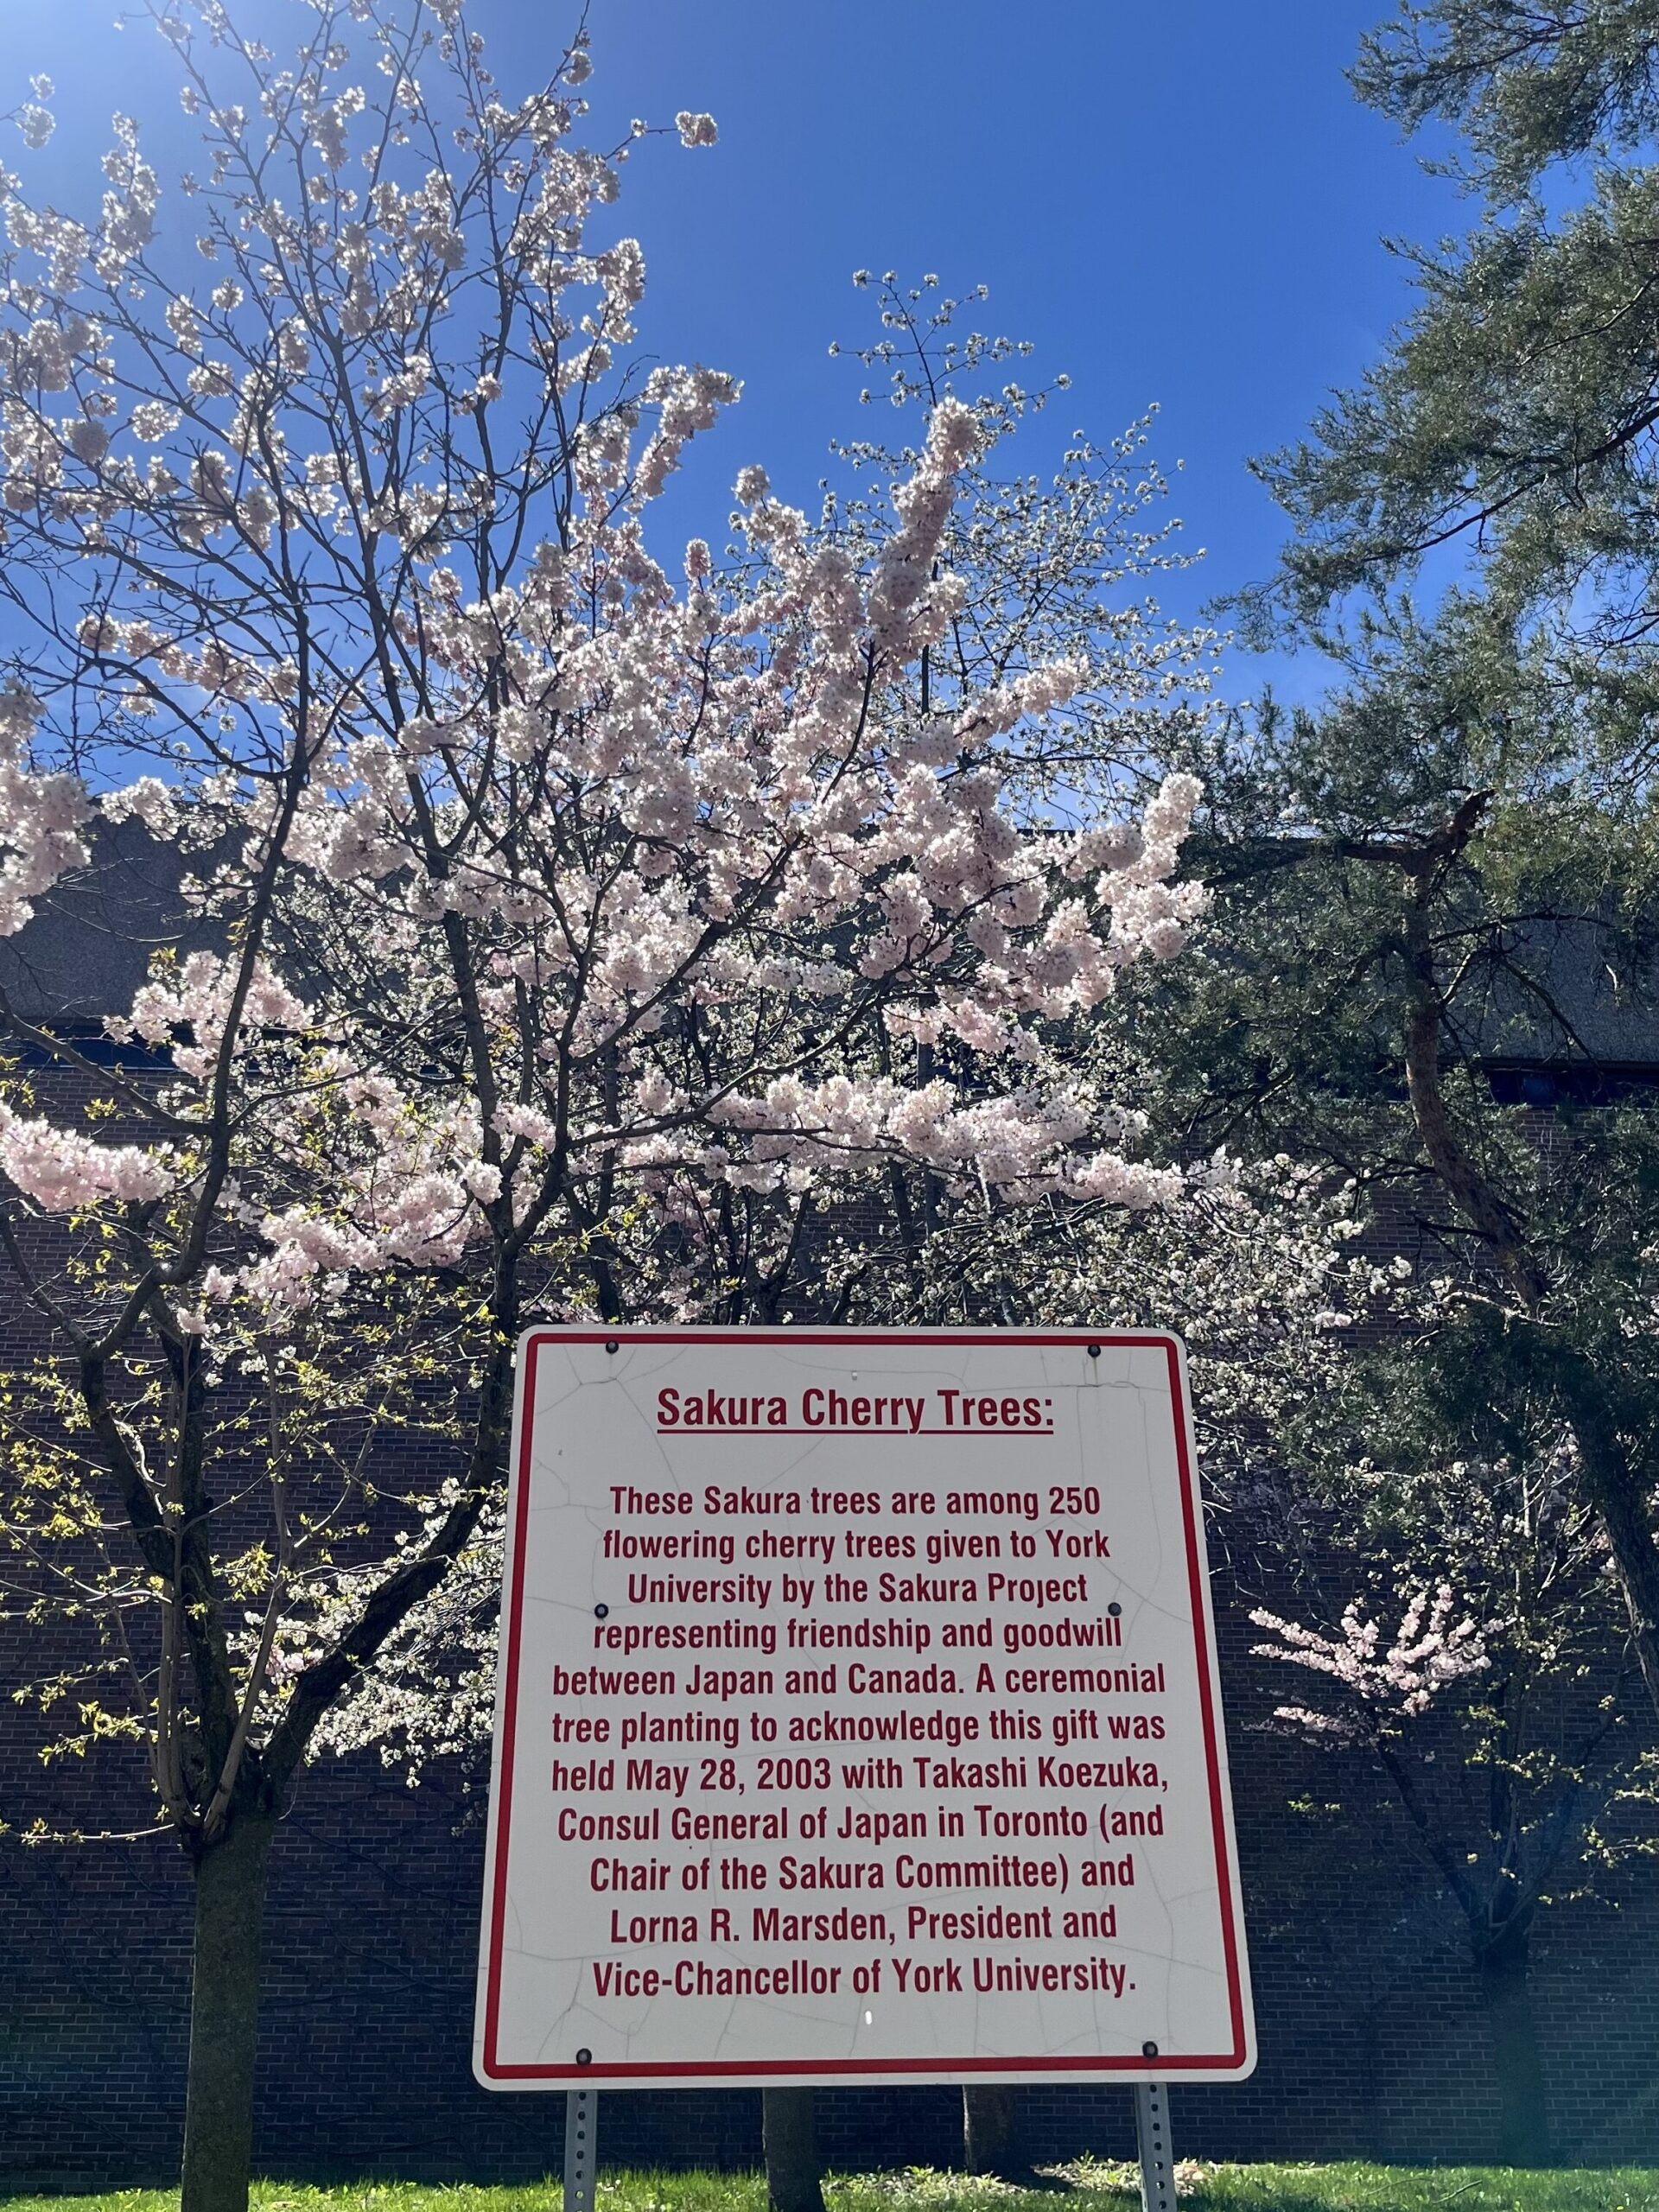 Sakura Cherry Trees:
These Sakura trees are among 250
flowering cherry trees given to York
University by the Sakura Project
representing friendship and goodwill
between Japan and Canada. A ceremonial
tree planting to acknowledge this gift was
held May 28, 2003 with Takashi Koezuka,
Consul General of Japan in Toronto (and
Chair of the Sakura Committee) and
Lorna R. Marsden, President and
Vice-Chancellor of York University.